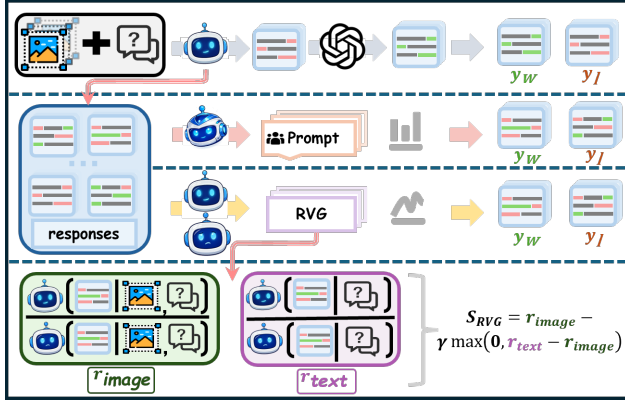 y_w y_l
Prompt
y_w y_l
responses
RVG
y_w y_l
( | , ? )
( | , ? )
r_image
( | ? )
( | ? )
r_text
S_RVG = r_image −
γ max(0, r_text − r_image)